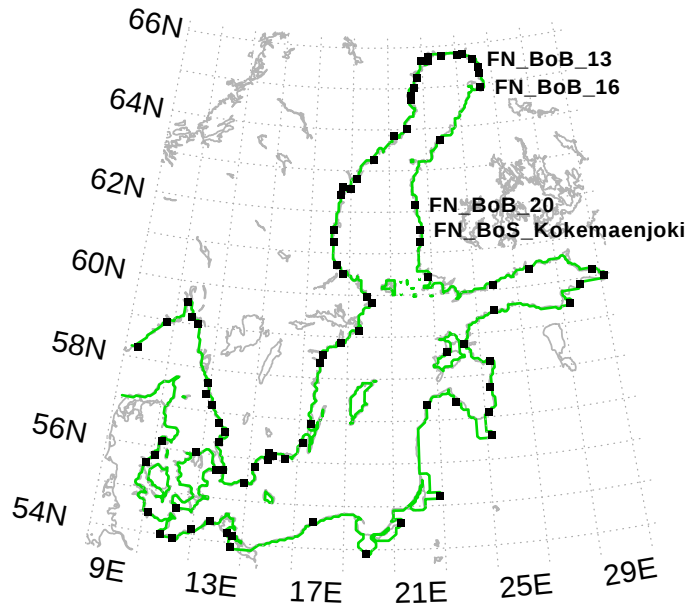 66N
FN_BoB_13
FN_BoB_16
64N
62N
FN_BoB_20
FN_BoS_Kokemaenjoki
60N
58N
56N
54N
9E
13E
17E
21E
25E
29E